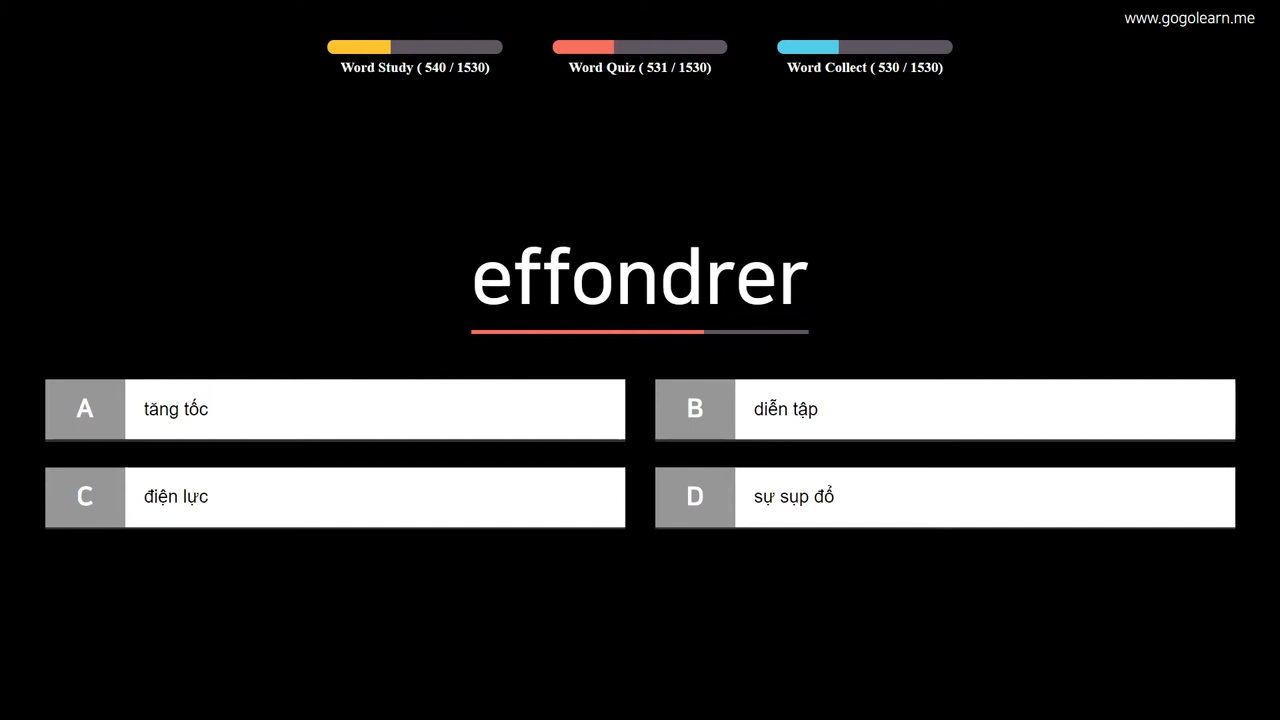 www.gogolearn.me
Word Study ( 540 / 1530)
Word Quiz ( 531 / 1530)
Word Collect ( 530 / 1530)
effondrer
A tăng tốc
B diễn tập
C điện lực
D sự sụp đổ